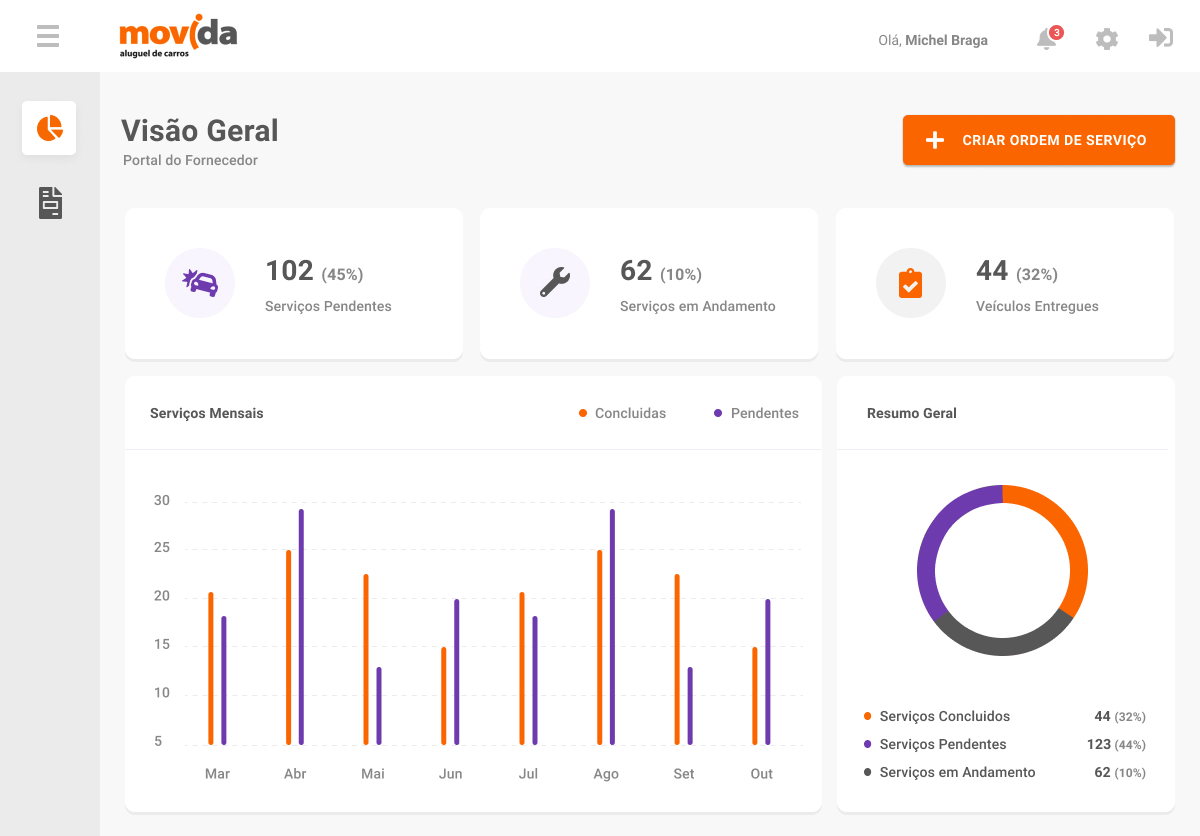 movida
aluguel de carros
Olá, Michel Braga
3
Visão Geral
Portal do Fornecedor
CRIAR ORDEM DE SERVIÇO
102 (45%)
Serviços Pendentes
62 (10%)
Serviços em Andamento
44 (32%)
Veículos Entregues
Serviços Mensais
Concluidas
Pendentes
30
25
20
15
10
5
Mar Abr Mai Jun Jul Ago Set Out
Resumo Geral
Serviços Concluidos 44 (32%)
Serviços Pendentes 123 (44%)
Serviços em Andamento 62 (10%)